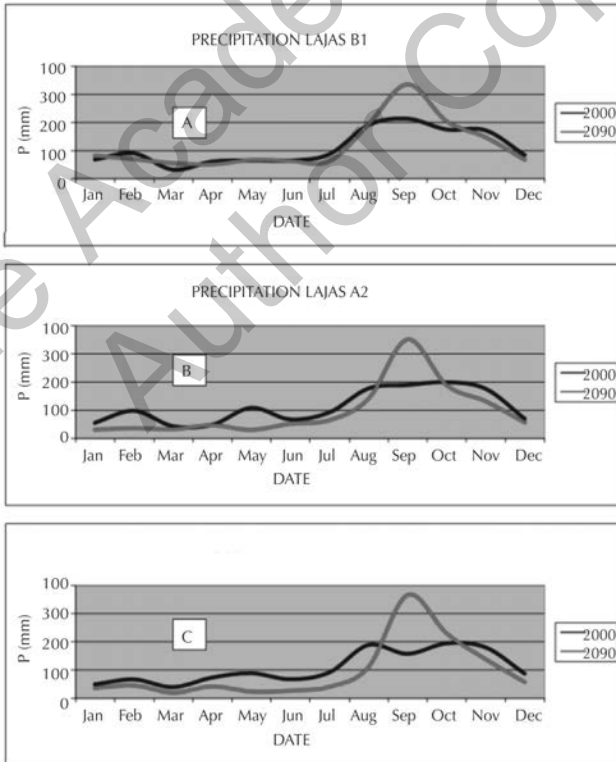 PRECIPITATION LAJAS B1
100
300
200
100
0
P (mm)
A
Jan Feb Mar Apr May Jun Jul Aug Sep Oct Nov Dec
DATE
2000
2090
PRECIPITATION LAJAS A2
100
300
200
100
0
P (mm)
B
Jan Feb Mar Apr May Jun Jul Aug Sep Oct Nov Dec
DATE
2000
2090
100
300
200
100
0
P (mm)
C
Jan Feb Mar Apr May Jun Jul Aug Sep Oct Nov Dec
DATE
2000
2090
Author